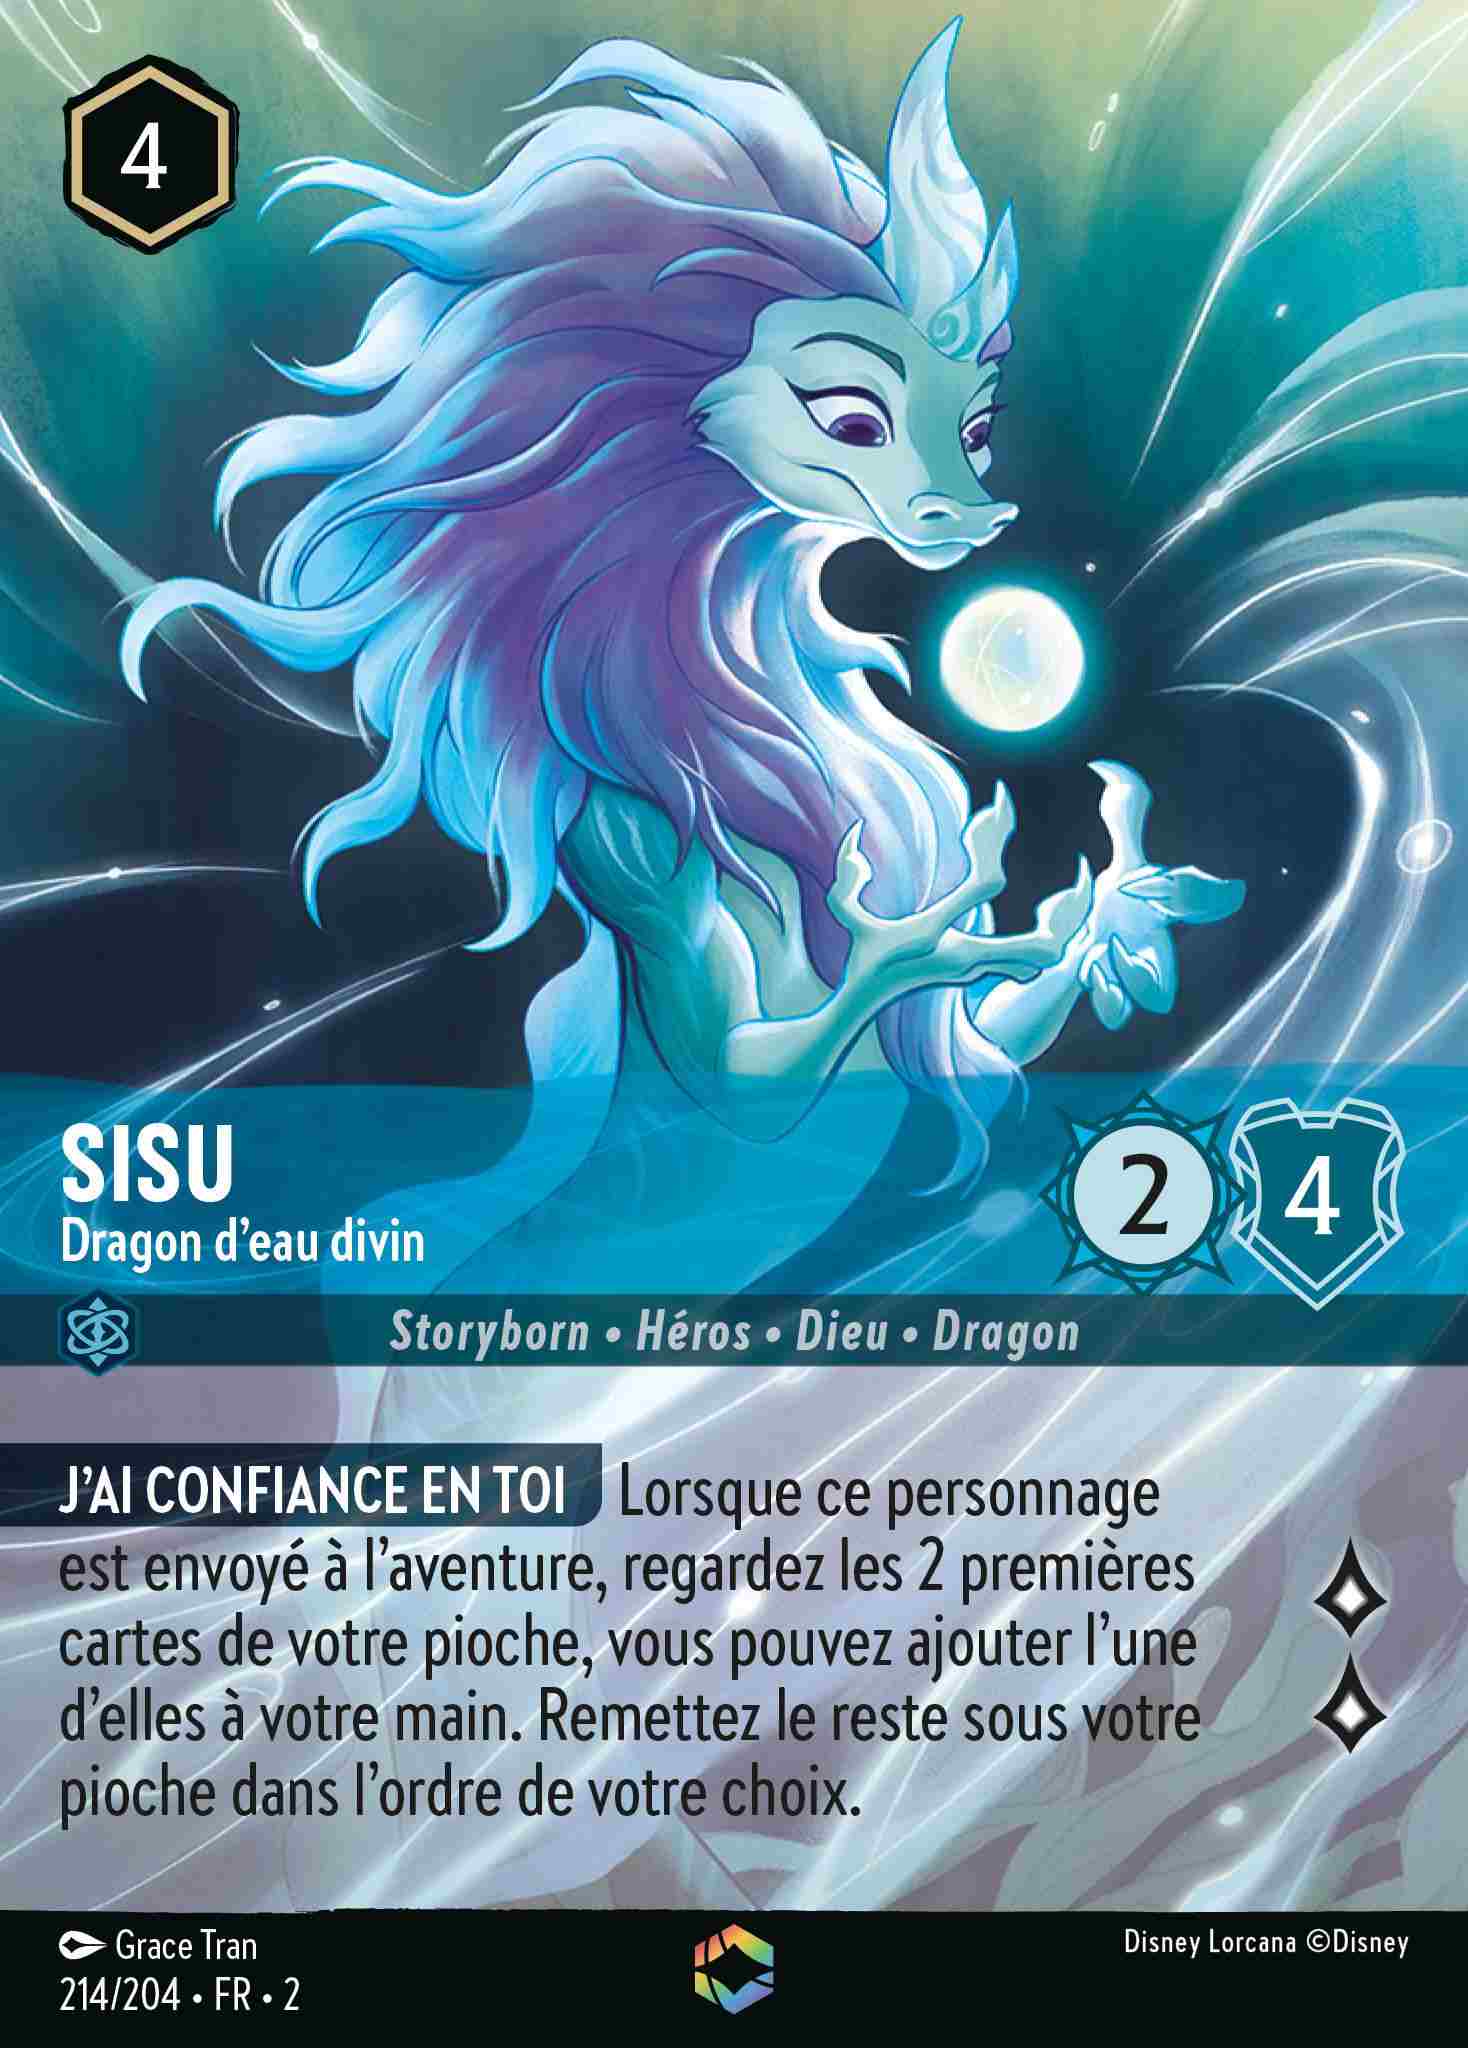 4
SISU
Dragon d'eau divin
2
4
Storyborn • Héros • Dieu • Dragon
J'AI CONFIANCE EN TOI Lorsque ce personnage
est envoyé à l'aventure, regardez les 2 premières
cartes de votre pioche, vous pouvez ajouter l'une
d'elles à votre main. Remettez le reste sous votre
pioche dans l'ordre de votre choix.
Grace Tran
Disney Lorcana ©Disney
214/204 • FR • 2